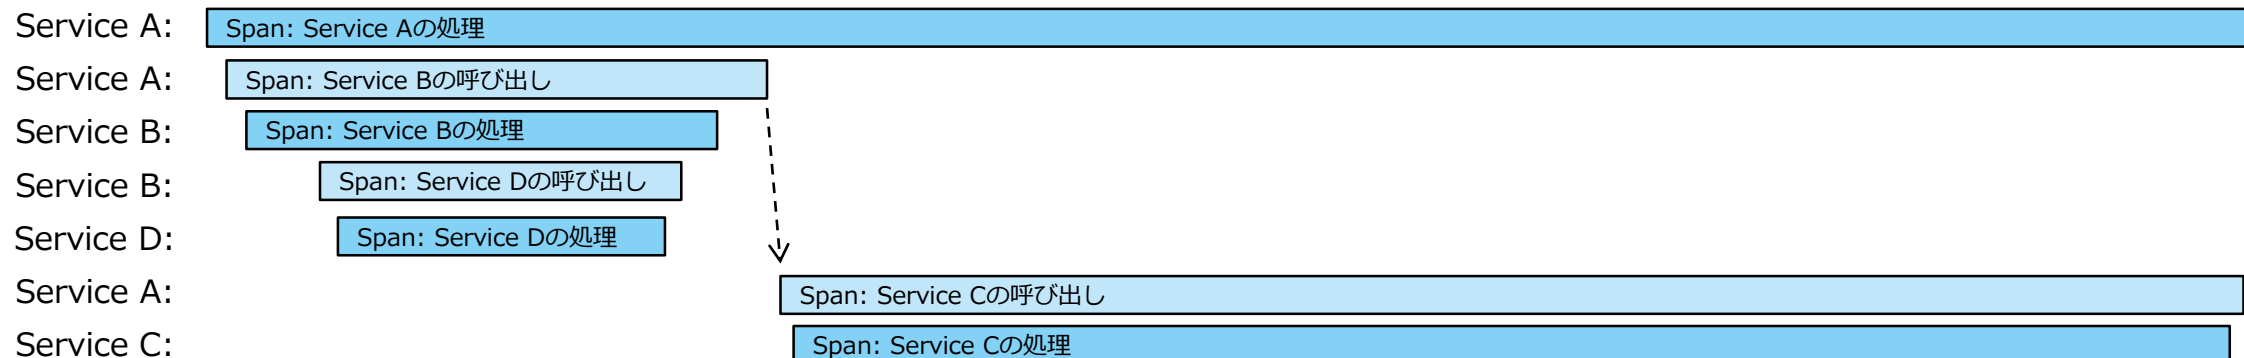 Service A: Span: Service Aの処理
Service A: Span: Service Bの呼び出し
Service B: Span: Service Bの処理
Service B: Span: Service Dの呼び出し
Service D: Span: Service Dの処理
Service A: Span: Service Cの呼び出し
Service C: Span: Service Cの処理